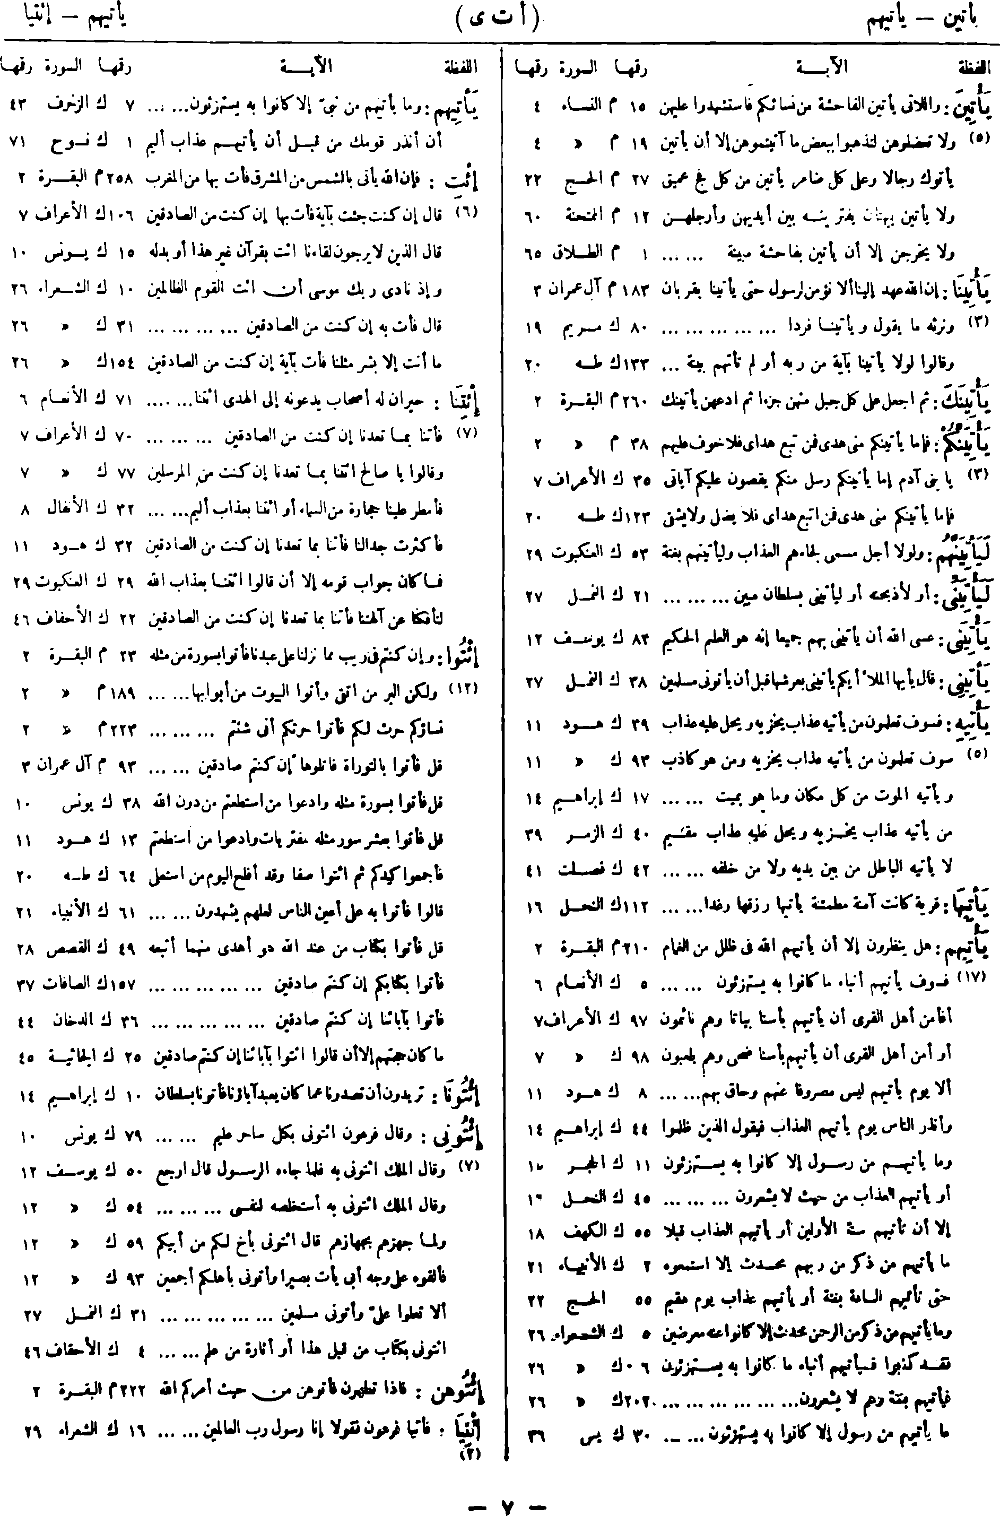 يأتين — يأتيهم
(أ ت ى)
يأتيهم — إئتيا
اللفظة الآيــة رقها السورة رقها
يَأْتِينَ : واللاتى يأتين الفاحشة من نسائكم فاستشهدوا عليهن ١٥ م النساء ٤
(٥) ولا تعضلوهن لتذهبوا ببعض ما آتيتموهن إلا أن يأتين ١٩ م » ٤
يأتوك رجالا وعلى كل ضامر يأتين من كل فج عميق ٢٧ م الحج ٢٢
ولا يأتين ببهتان يفترينه بين أيديهن وأرجلهن ١٢ م الممتحنة ٦٠
ولا يخرجن إلا أن يأتين بفاحشة مبينة ... ... ١ م الطلاق ٦٥
يَأْتِيَنَا : إن الله عهد إلينا ألا نؤمن لرسول حتى يأتينا بقربان ١٨٣ م آل عمران ٣
(٣) ونرثه ما يقول ويأتينا فردا ... ... ... ... ... ٨٠ ك مريم ١٩
وقالوا لولا يأتينا بآية من ربه أو لم تأتهم بينة ... ١٣٣ ك طه ٢٠
يَأْتِينَكَ : ثم اجعل على كل جبل منهن جزءا ثم ادعهن يأتينك ٢٦٠ م البقرة ٢
يَأْتِيَنَّكُمْ : فإما يأتينكم منى هدى فمن تبع هداى فلا خوف عليهم ٣٨ م » ٢
(٣) يا بنى آدم إما يأتينكم رسل منكم يقصون عليكم آياتى ٣٥ ك الأعراف ٧
فإما يأتينكم منى هدى فمن اتبع هداى فلا يضل ولا يشقى ١٢٣ ك طه ٢٠
لَيَأْتِيَنَّهُمْ : ولولا أجل مسمى لجاءهم العذاب وليأتينهم بغتة ٥٣ ك العنكبوت ٢٩
لَيَأْتِيَنِّى : أو لأذبحنه أو ليأتينى بسلطان مبين ... ... ... ٢١ ك النمل ٢٧
يَأْتِيَنِى : عسى الله أن يأتينى بهم جميعا إنه هو العليم الحكيم ٨٣ ك يوسف ١٢
يَأْتِينِى : قال يأيها الملأ أيكم يأتينى بعرشها قبل أن يأتونى مسلمين ٣٨ ك النمل ٢٧
يَأْتِيهِ : فسوف تعلمون من يأتيه عذاب يخزيه ويحل عليه عذاب ٣٩ ك هود ١١
(٥) سوف تعلمون من يأتيه عذاب يخزيه ومن هو كاذب ٩٣ ك » ١١
ويأتيه الموت من كل مكان وما هو بميت ... ... ١٧ ك إبراهيم ١٤
من يأتيه عذاب يخزيه ويحل عليه عذاب مقيم ٤٠ ك الزمر ٣٩
لا يأتيه الباطل من بين يديه ولا من خلفه ... ... ٤٢ ك فصلت ٤١
يَأْتِيهَا : قرية كانت آمنة مطمئنة يأتيها رزقها رغدا... ... ١١٢ ك النحل ١٦
يَأْتِيهِم : هل ينظرون إلا أن يأتيهم الله فى ظلل من الغمام ٢١٠ م البقرة ٢
(١٧) فسوف يأتيهم أنباء ما كانوا به يستهزئون ... ... ٥ ك الأنعام ٦
أفأمن أهل القرى أن يأتيهم بأسنا بياتا وهم نائمون ٩٧ ك الأعراف ٧
أو أمن أهل القرى أن يأتيهم بأسنا ضحى وهم يلعبون ٩٨ ك » ٧
ألا يوم يأتيهم ليس مصروفا عنهم وحاق بهم... ... ٨ ك هود ١١
وأنذر الناس يوم يأتيهم العذاب فيقول الذين ظلموا ٤٤ ك إبراهيم ١٤
وما يأتيهم من رسول إلا كانوا به يستهزئون ١١ ك الحجر ١٥
أو يأتيهم العذاب من حيث لا يشعرون ... ... ... ٤٥ ك النحل ١٦
إلا أن تأتيهم سنة الأولين أو يأتيهم العذاب قبلا ٥٥ ك الكهف ١٨
ما يأتيهم من ذكر من ربهم محدث إلا استمعوه ٢ ك الأنبياء ٢١
حتى تأتيهم الساعة بغتة أو يأتيهم عذاب يوم عقيم ٥٥ الحج ٢٢
وما يأتيهم من ذكر من الرحمن محدث إلا كانوا عنه معرضين ٥ ك الشعراء ٢٦
فقد كذبوا فسيأتيهم أنباء ما كانوا به يستهزئون ٦ ك » ٢٦
فيأتيهم بغتة وهم لا يشعرون... ... ... ... ... ٢٠٢ ك » ٢٦
ما يأتيهم من رسول إلا كانوا به يستهزئون ... ... ٣٠ ك يس ٣٦
اللفظة الآيــة رقها السورة رقها
يَأْتِيهِم : وما يأتيهم من نبى إلا كانوا به يستهزئون... ... ٧ ك الزخرف ٤٣
أن أنذر قومك من قبل أن يأتيهم عذاب أليم ١ ك نوح ٧١
إئْتِ : فإن الله يأتى بالشمس من المشرق فأت بها من المغرب ٢٥٨ م البقرة ٢
(٦) قال إن كنت جئت بآية فأت بها إن كنت من الصادقين ١٠٦ ك الأعراف ٧
قال الذين لا يرجون لقاءنا ائت بقرآن غير هذا أو بدله ١٥ ك يونس ١٠
وإذ نادى ربك موسى أن ائت القوم الظالمين ١٠ ك الشعراء ٢٦
قال فأت به إن كنت من الصادقين ... ... ... ... ٣١ ك » ٢٦
ما أنت إلا بشر مثلنا فأت بآية إن كنت من الصادقين ١٥٤ ك » ٢٦
إئْتِنَا : حيران له أصحاب يدعونه إلى الهدى ائتنا... ... ٧١ ك الأنعام ٦
(٧) فأتنا بما تعدنا إن كنت من الصادقين ... ... ... ٧٠ ك الأعراف ٧
وقالوا يا صالح ائتنا بما تعدنا إن كنت من المرسلين ٧٧ ك » ٧
فأمطر علينا حجارة من السماء أو ائتنا بعذاب أليم... ... ٣٢ ك الأنفال ٨
فأكثرت جدالنا فأتنا بما تعدنا إن كنت من الصادقين ٣٢ ك هود ١١
فما كان جواب قومه إلا أن قالوا ائتنا بعذاب الله ٢٩ ك العنكبوت ٢٩
لتأفكنا عن آلهتنا فأتنا بما تعدنا إن كنت من الصادقين ٢٢ ك الأحقاف ٤٦
إئْتُوا : وإن كنتم فى ريب مما نزلنا على عبدنا فأتوا بسورة من مثله ٢٣ م البقرة ٢
(١٢) ولكن البر من اتقى وأتوا البيوت من أبوابها... ... ١٨٩ م » ٢
نساؤكم حرث لكم فأتوا حرثكم أنى شئتم ... ... ... ٢٢٣ م » ٢
قل فأتوا بالتوراة فاتلوها إن كنتم صادقين ... ... ٩٣ م آل عمران ٣
قل فأتوا بسورة مثله وادعوا من استطعتم من دون الله ٣٨ ك يونس ١٠
قل فأتوا بعشر سور مثله مفتريات وادعوا من استطعتم ١٣ ك هود ١١
فأجمعوا كيدكم ثم ائتوا صفا وقد أفلح اليوم من استعلى ٦٤ ك طه ٢٠
قالوا فأتوا به على أعين الناس لعلهم يشهدون... ... ٦١ ك الأنبياء ٢١
قل فأتوا بكتاب من عند الله هو أهدى منهما أتبعه ٤٩ ك القصص ٢٨
فأتوا بكتابكم إن كنتم صادقين ... ... ... ... ... ١٥٧ ك الصافات ٣٧
فأتوا بآبائنا إن كنتم صادقين ... ... ... ... ... ٣٦ ك الدخان ٤٤
ما كان حجتهم إلا أن قالوا ائتوا بآبائنا إن كنتم صادقين ٢٥ ك الجاثية ٤٥
إئْتُونَا : تريدون أن تصدونا عما كان يعبد آباؤنا فأتونا بسلطان ١٠ ك إبراهيم ١٤
إئْتُونِى : وقال فرعون ائتونى بكل ساحر عليم ... ... ٧٩ ك يونس ١٠
(٧) وقال الملك ائتونى به فلما جاءه الرسول قال ارجع ٥٠ ك يوسف ١٢
وقال الملك ائتونى به أستخلصه لنفسى ... ... ... ٥٤ ك » ١٢
ولما جهزهم بجهازهم قال ائتونى بأخ لكم من أبيكم ٥٩ ك » ١٢
فألقوه على وجه أبى يأت بصيرا وأتونى بأهلكم أجمعين ٩٣ ك » ١٢
ألا تعلوا علىّ وأتونى مسلمين ... ... ... ... ... ٣١ ك النمل ٢٧
ائتونى بكتاب من قبل هذا أو أثارة من علم ... ... ٤ ك الأحقاف ٤٦
إئْتُوهن : فاذا تطهرن فأتوهن من حيث أمركم الله ٢٢٢ م البقرة ٢
إئْتِيَا : فأتيا فرعون فقولا إنا رسول رب العالمين ... ... ١٦ ك الشعراء ٢٦
(٢)
— ٧ —